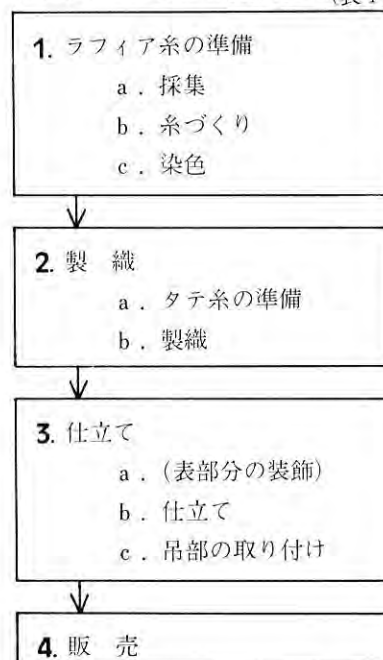 1. ラフィア糸の準備
a．採集
b．糸づくり
c．染色
2. 製　織
a．タテ糸の準備
b．製織
3. 仕立て
a．(表部分の装飾)
b．仕立て
c．吊部の取り付け
4. 販　売